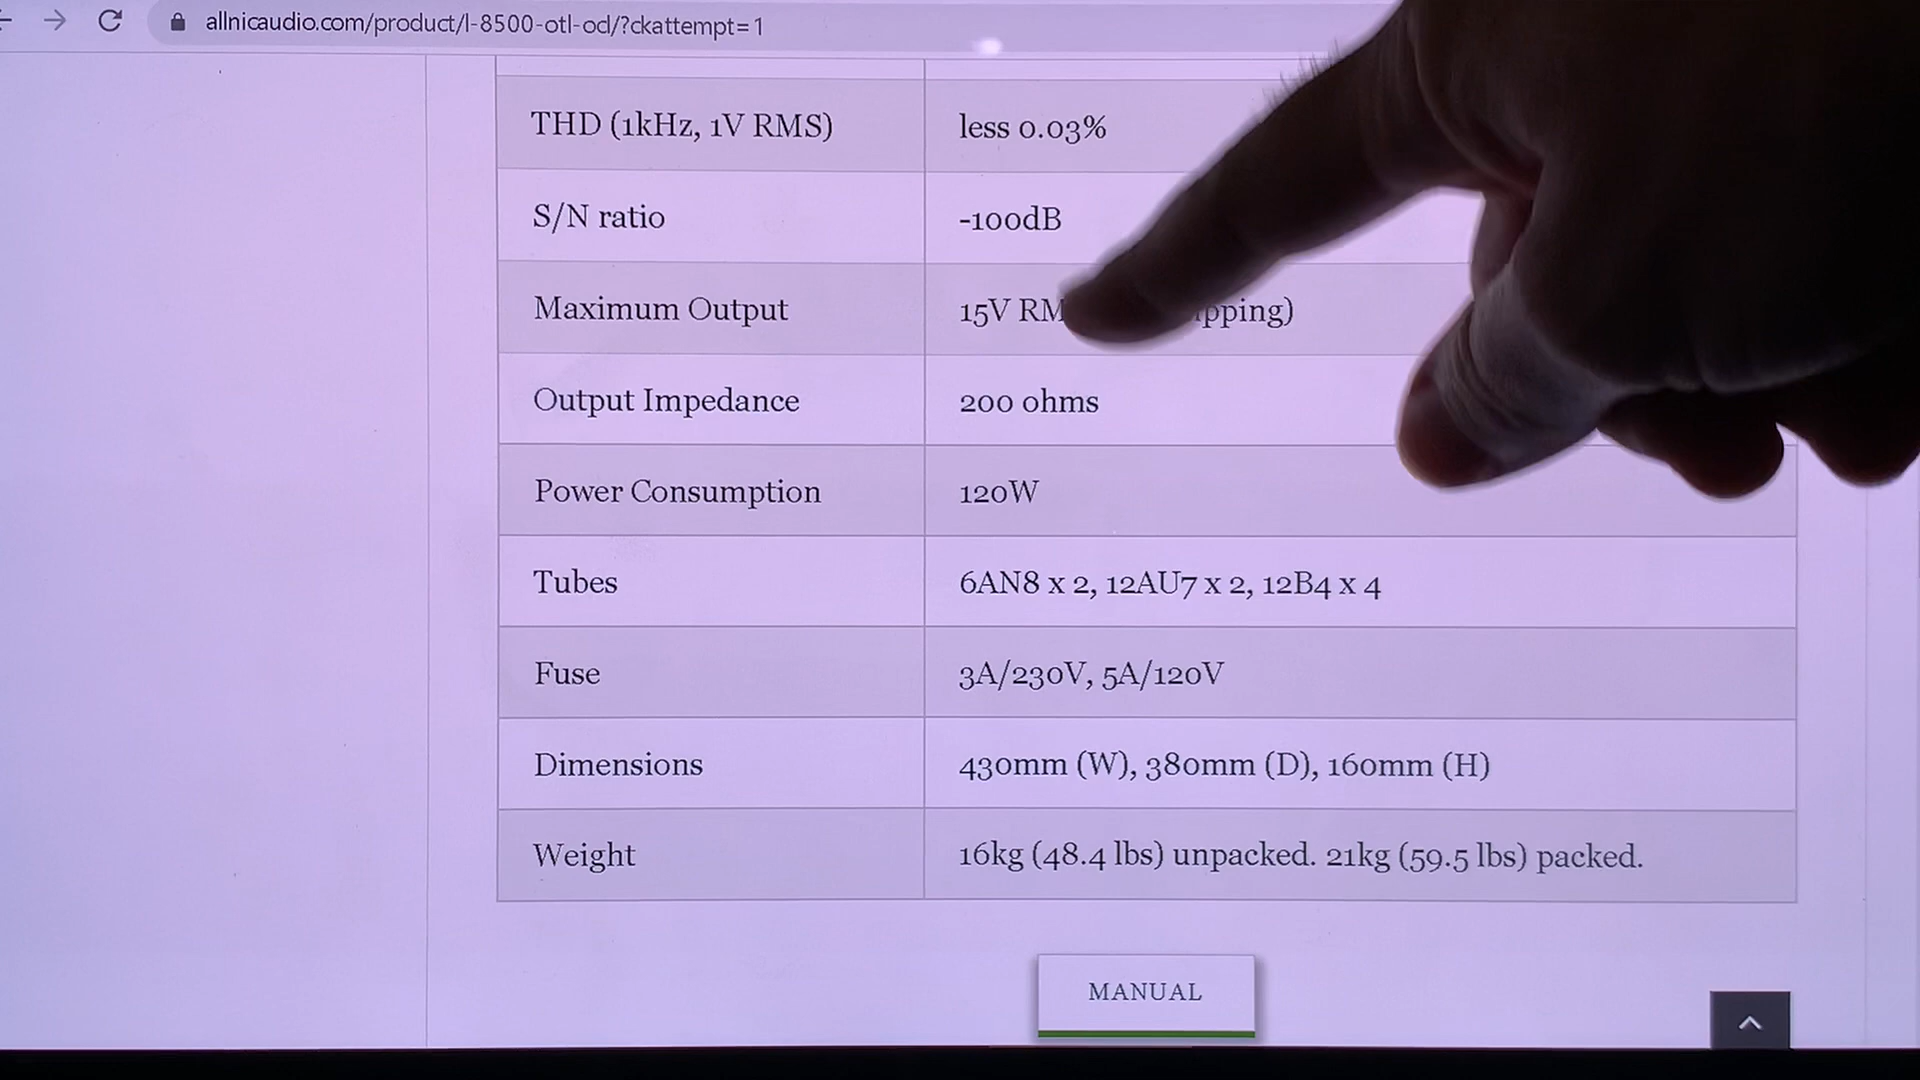 allnicaudio.com/product/l-8500-otl-ocl/?ckattempt=1
THD (1kHz, 1V RMS) less 0.03%
S/N ratio -100dB
Maximum Output 15V
Output Impedance 200 ohms
Power Consumption 120W
Tubes 6AN8 x 2, 12AU7 x 2, 12B4 x 4
Fuse 3A/230V, 5A/120V
Dimensions 430mm (W), 380mm (D), 160mm (H)
Weight 16kg (48.4 lbs) unpacked. 21kg (59.5 lbs) packed.
MANUAL